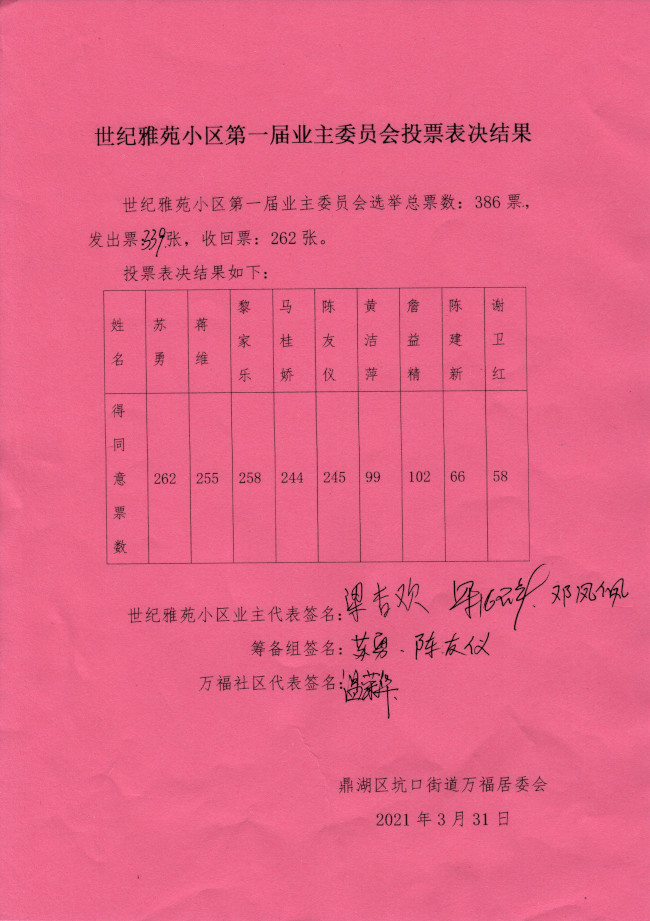 世纪雅苑小区第一届业主委员会投票表决结果
世纪雅苑小区第一届业主委员会选举总票数：386 票，
发出票339张，收回票：262 张。
投票表决结果如下：
姓名 苏勇 蒋维 黎家乐 马桂娇 陈友仪 黄洁萍 詹益精 陈建新 谢卫红
得同意票数 262 255 258 244 245 99 102 66 58
世纪雅苑小区业主代表签名：梁杏欢 邓凤佩
筹备组签名：苏勇、陈友仪
万福社区代表签名：温荣华
鼎湖区坑口街道万福居委会
2021 年 3 月 31 日